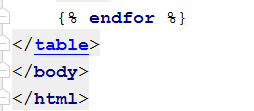 {% endfor %}
</table>
</body>
</html>